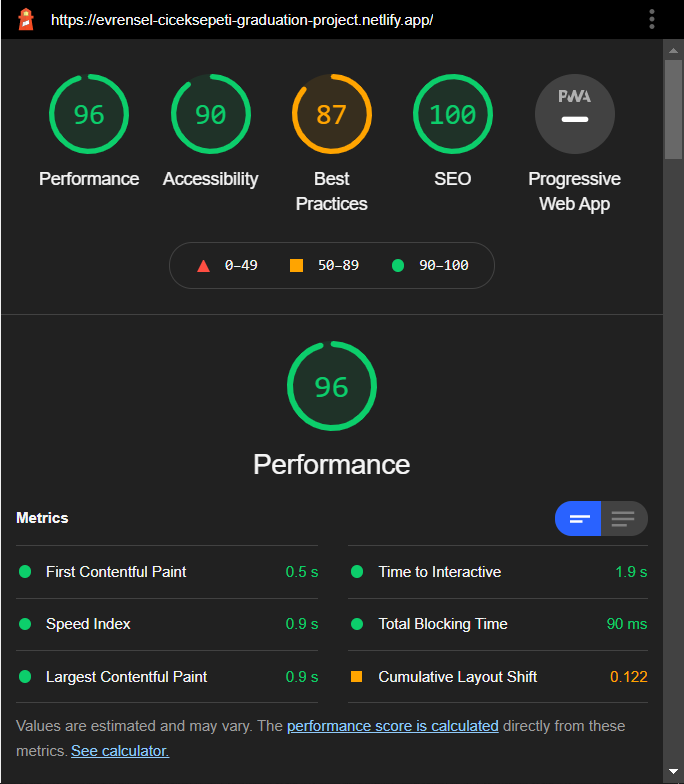 https://evrensel-ciceksepeti-graduation-project.netlify.app/
96 90 87 100 PWA
Performance Accessibility Best Practices SEO Progressive Web App
0–49 50–89 90–100
96
Performance
Metrics
First Contentful Paint 0.5 s
Time to Interactive 1.9 s
Speed Index 0.9 s
Total Blocking Time 90 ms
Largest Contentful Paint 0.9 s
Cumulative Layout Shift 0.122
Values are estimated and may vary. The performance score is calculated directly from these
metrics. See calculator.